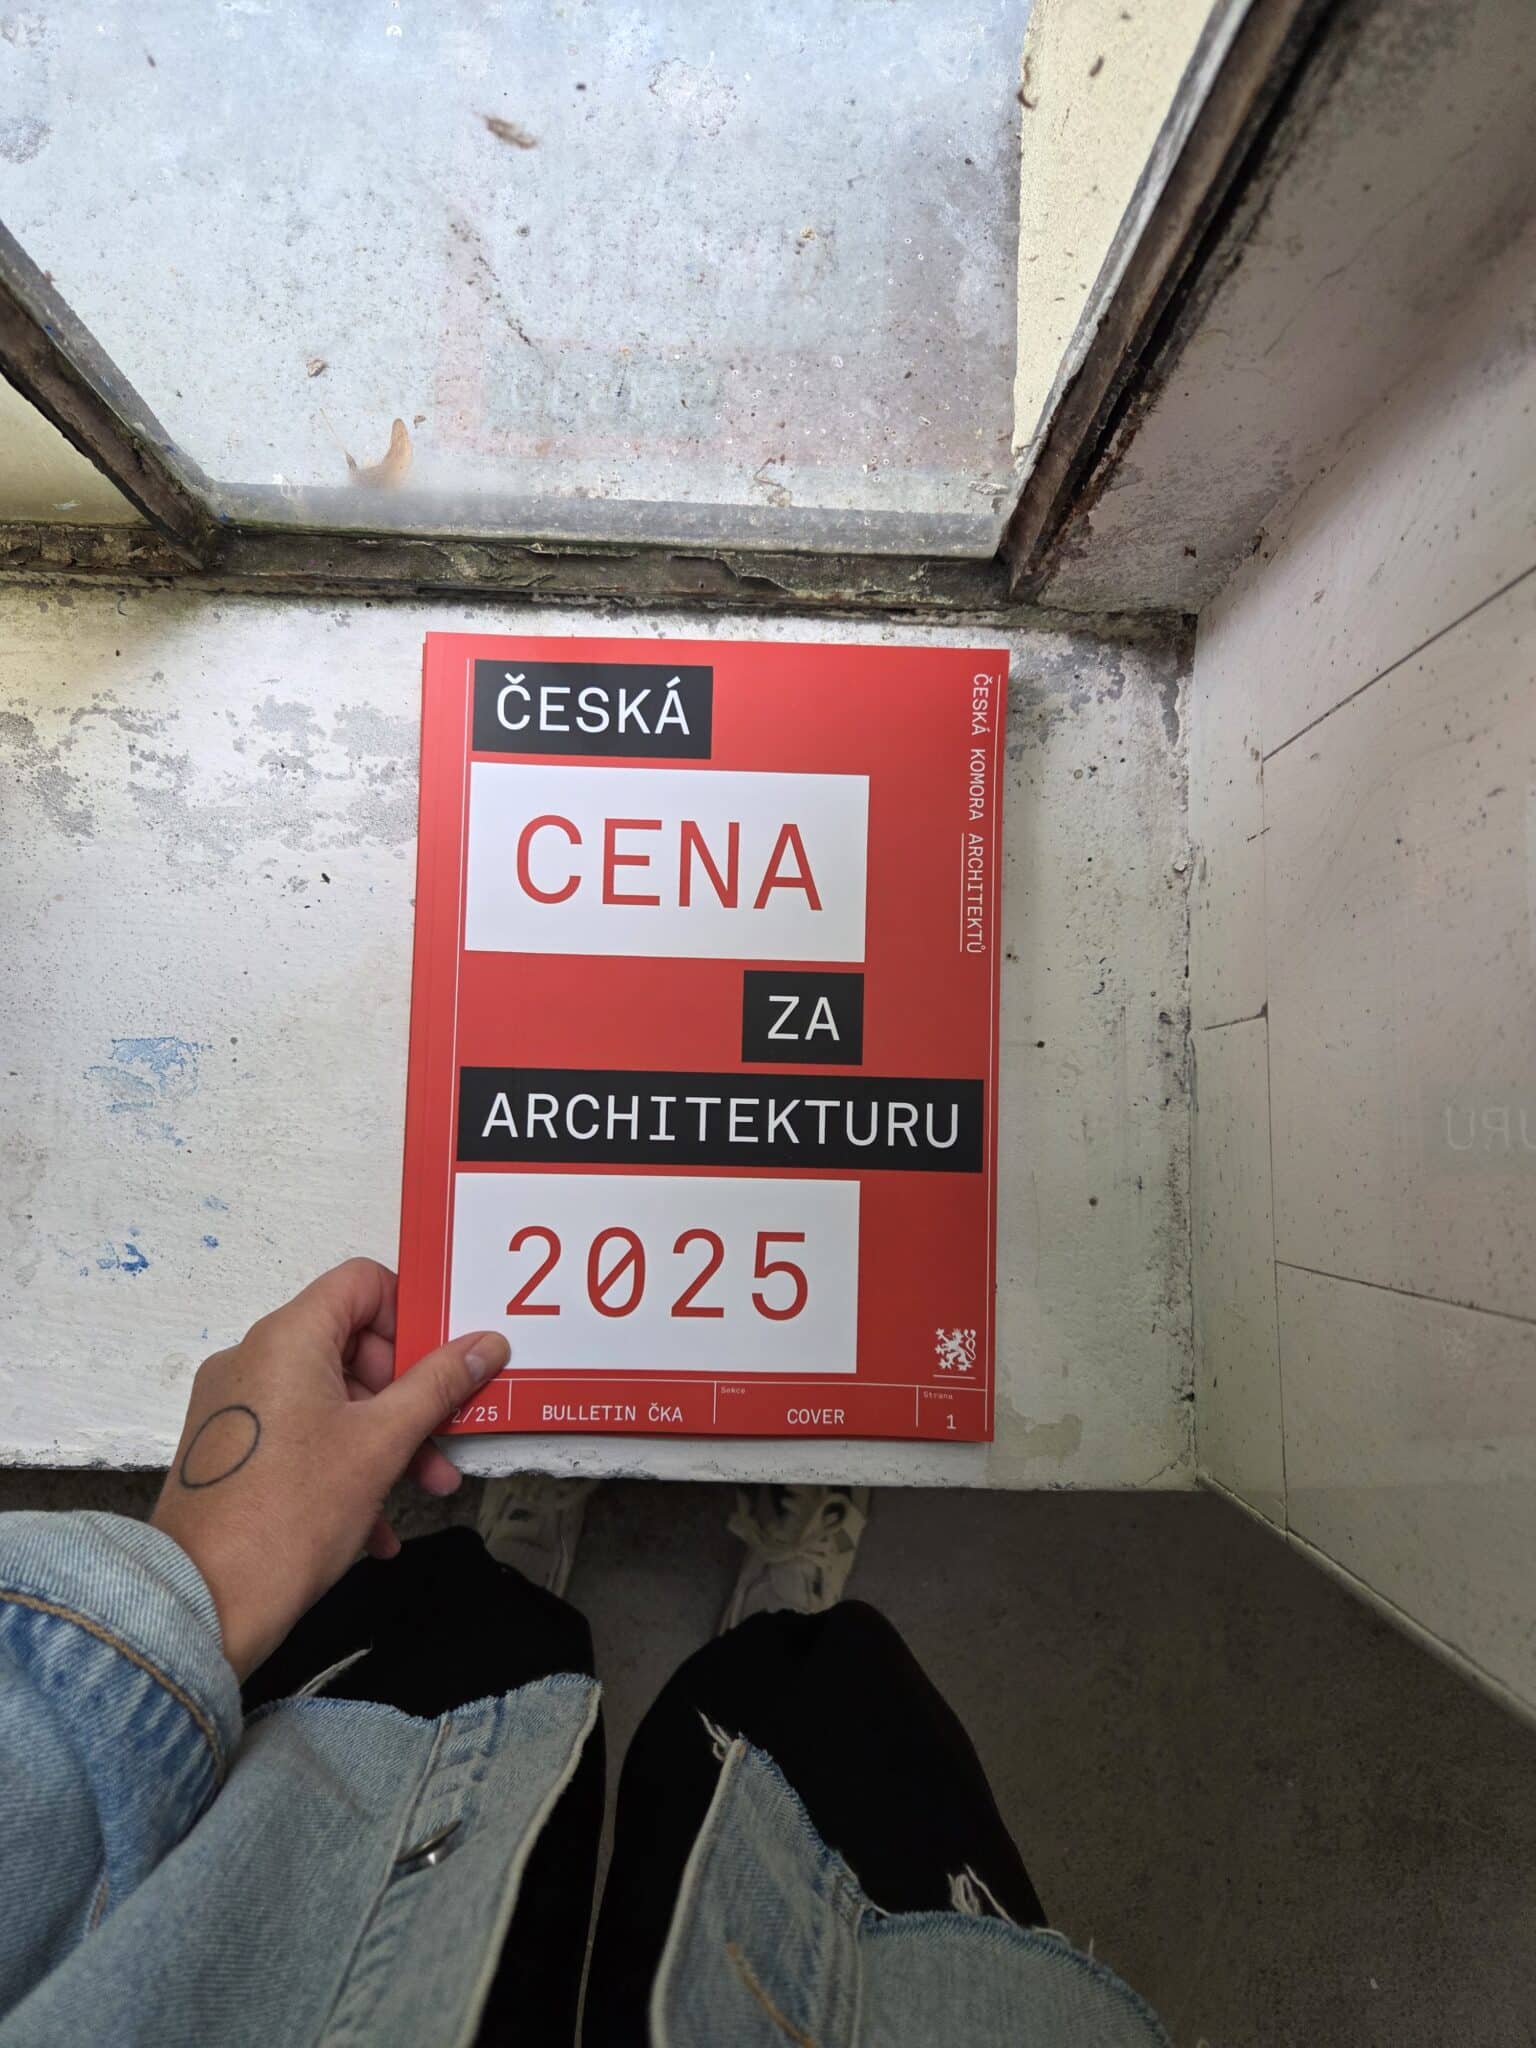 ČESKÁ
CENA
ZA
ARCHITEKTURU
2025
ČESKÁ KOMORA ARCHITEKTŮ
2/25
BULLETIN ČKA
Sekce
COVER
Strana
1